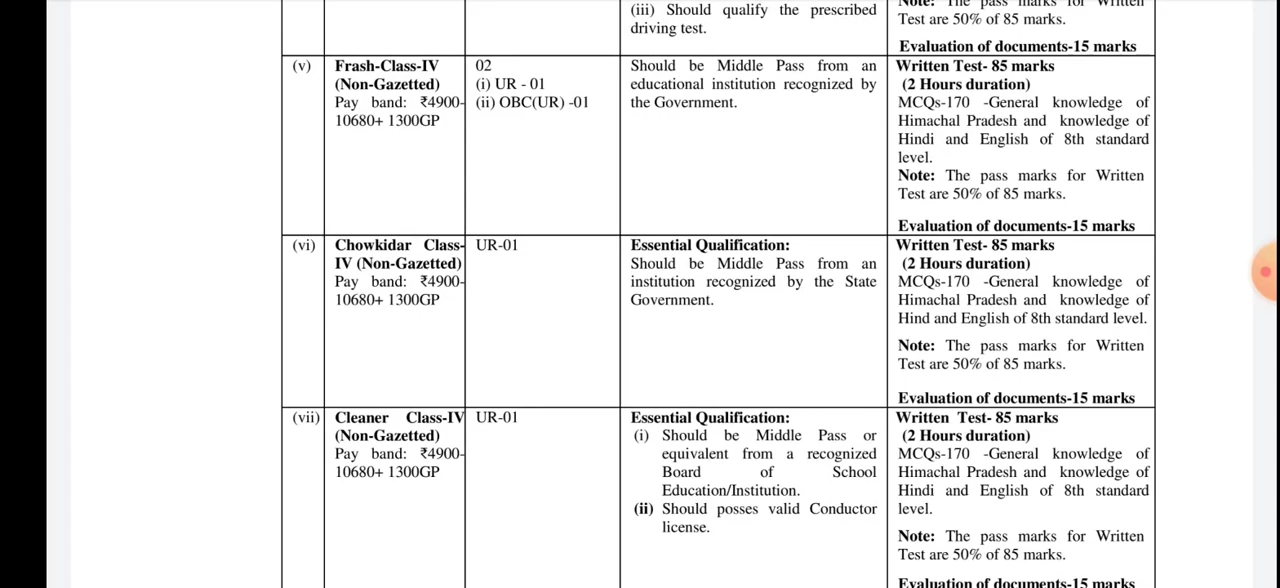 (iii) Should qualify the prescribed
driving test.
Note: The pass marks for Written
Test are 50% of 85 marks.
Evaluation of documents-15 marks
(v)
Frash-Class-IV
(Non-Gazetted)
Pay band: ₹4900-
10680+ 1300GP
02
(i) UR - 01
(ii) OBC(UR) -01
Should be Middle Pass from an
educational institution recognized by
the Government.
Written Test- 85 marks
(2 Hours duration)
MCQs-170 -General knowledge of
Himachal Pradesh and knowledge of
Hindi and English of 8th standard
level.
Note: The pass marks for Written
Test are 50% of 85 marks.
Evaluation of documents-15 marks
(vi)
Chowkidar Class-
IV (Non-Gazetted)
Pay band: ₹4900-
10680+ 1300GP
UR-01
Essential Qualification:
Should be Middle Pass from an
institution recognized by the State
Government.
Written Test- 85 marks
(2 Hours duration)
MCQs-170 -General knowledge of
Himachal Pradesh and knowledge of
Hind and English of 8th standard level.
Note: The pass marks for Written
Test are 50% of 85 marks.
Evaluation of documents-15 marks
(vii)
Cleaner Class-IV
(Non-Gazetted)
Pay band: ₹4900-
10680+ 1300GP
UR-01
Essential Qualification:
(i) Should be Middle Pass or
equivalent from a recognized
Board of School
Education/Institution.
(ii) Should posses valid Conductor
license.
Written Test- 85 marks
(2 Hours duration)
MCQs-170 -General knowledge of
Himachal Pradesh and knowledge of
Hindi and English of 8th standard
level.
Note: The pass marks for Written
Test are 50% of 85 marks.
Evaluation of documents-15 marks